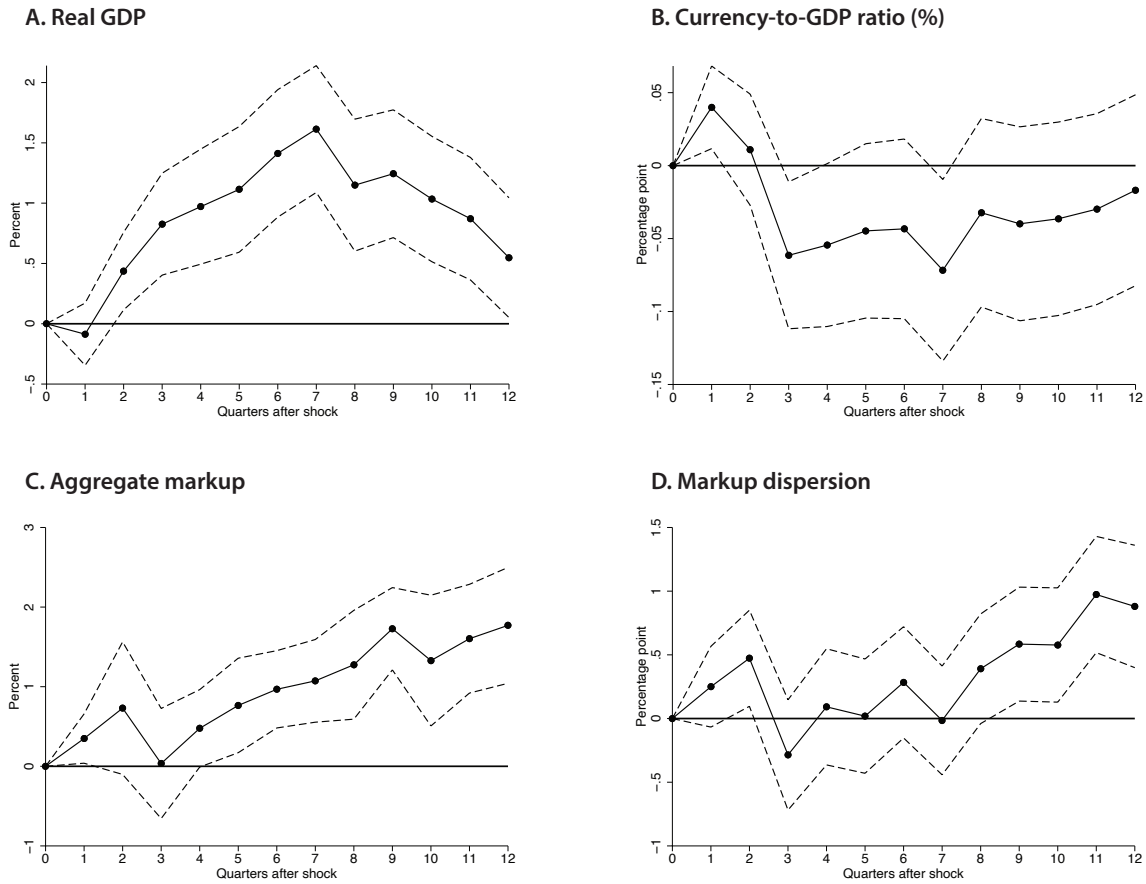 A. Real GDP
Percent
2
1.5
1
.5
0
-.5
0 1 2 3 4 5 6 7 8 9 10 11 12
Quarters after shock
B. Currency-to-GDP ratio (%)
Percentage point
.05
0
-.05
-.1
-.15
0 1 2 3 4 5 6 7 8 9 10 11 12
Quarters after shock
C. Aggregate markup
Percent
3
2
1
0
-1
0 1 2 3 4 5 6 7 8 9 10 11 12
Quarters after shock
D. Markup dispersion
Percentage point
1.5
1
.5
0
-.5
-1
0 1 2 3 4 5 6 7 8 9 10 11 12
Quarters after shock